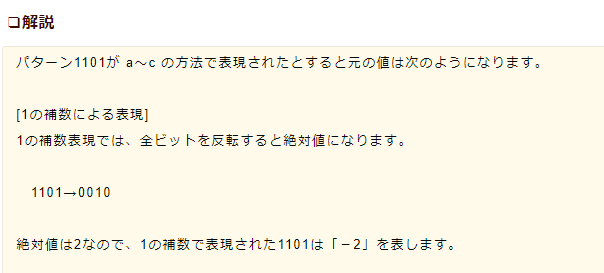 ❏解説
パターン1101が a~c の方法で表現されたとすると元の値は次のようになります。
[1の補数による表現]
1の補数表現では、全ビットを反転すると絶対値になります。
1101→0010
絶対値は2なので、1の補数で表現された1101は「-2」を表します。